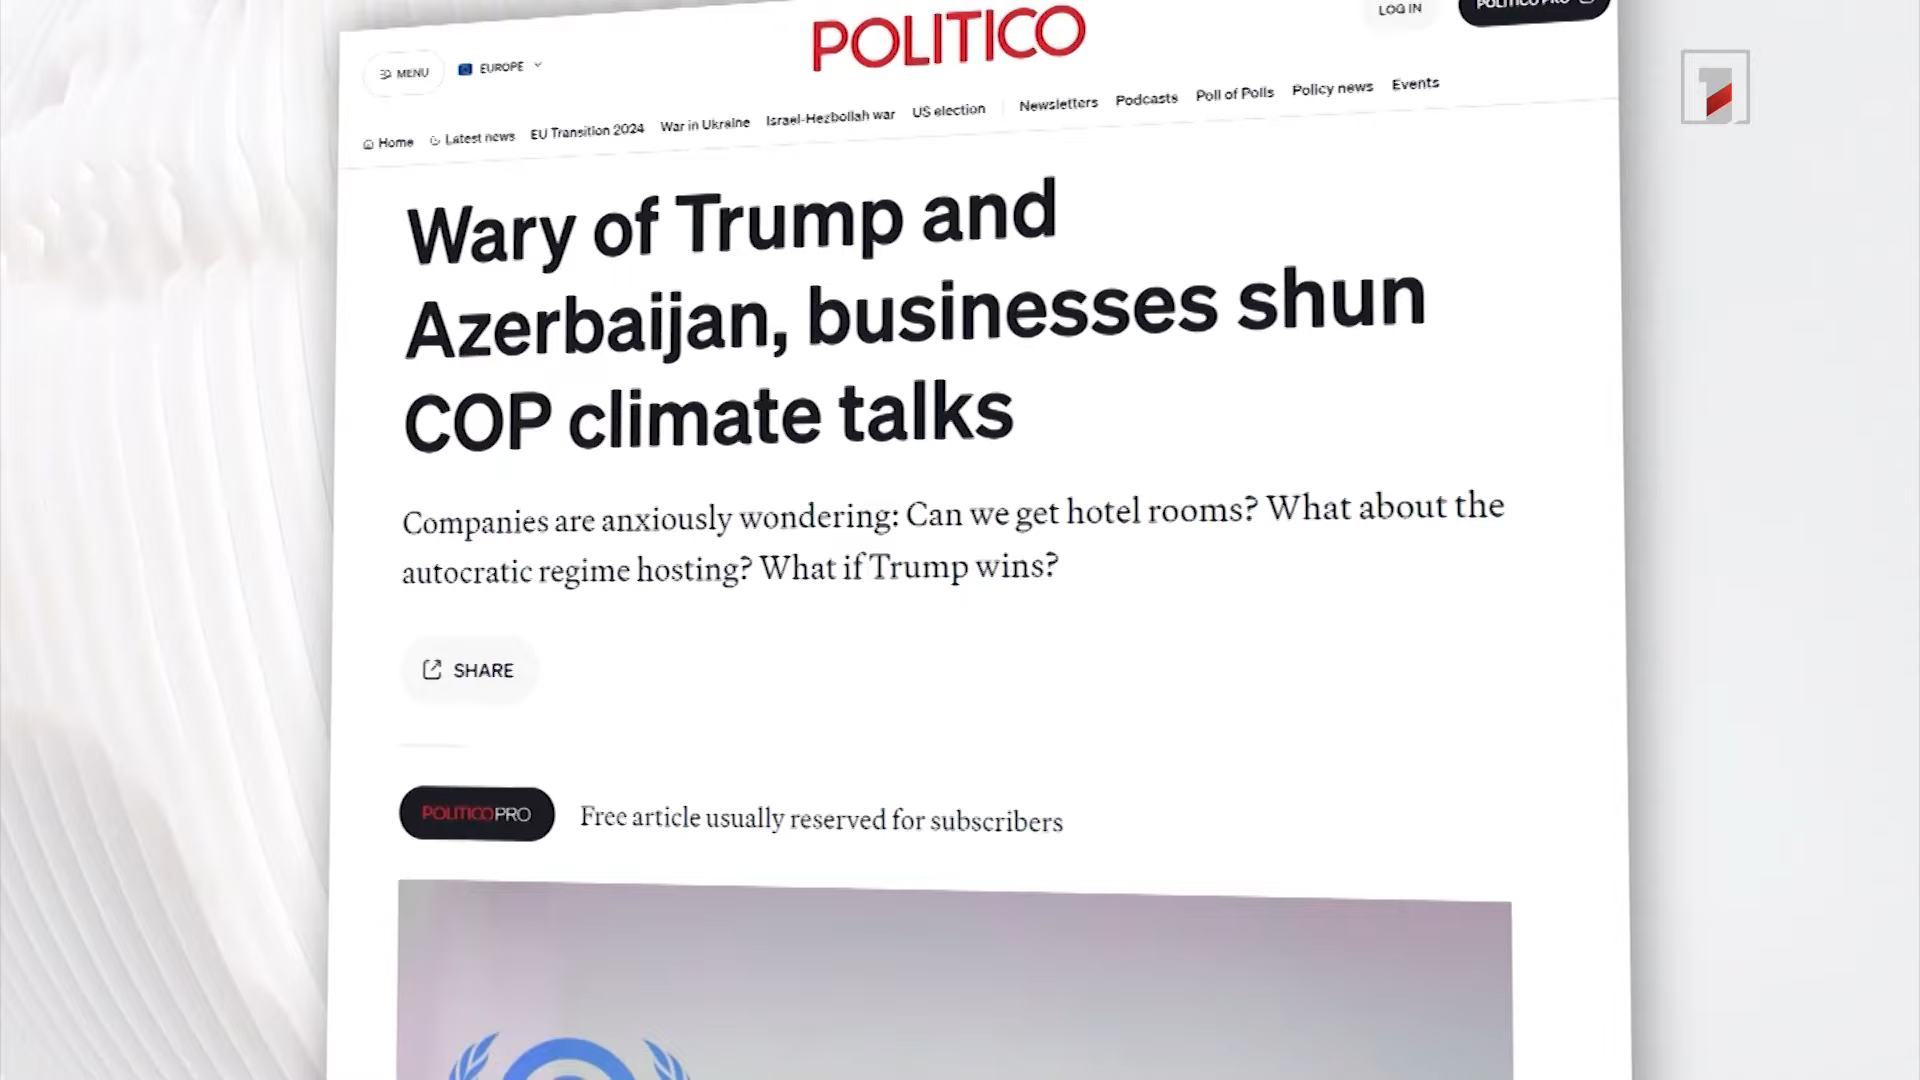 POLITICO
LOG IN
POLITICO PRO
MENU
EUROPE
Home
Latest news
EU Transition 2024
War in Ukraine
Israel-Hezbollah war
US election
Newsletters
Podcasts
Poll of Polls
Policy news
Events
Wary of Trump and
Azerbaijan, businesses shun
COP climate talks
Companies are anxiously wondering: Can we get hotel rooms? What about the
autocratic regime hosting? What if Trump wins?
SHARE
POLITICOPRO
Free article usually reserved for subscribers
1